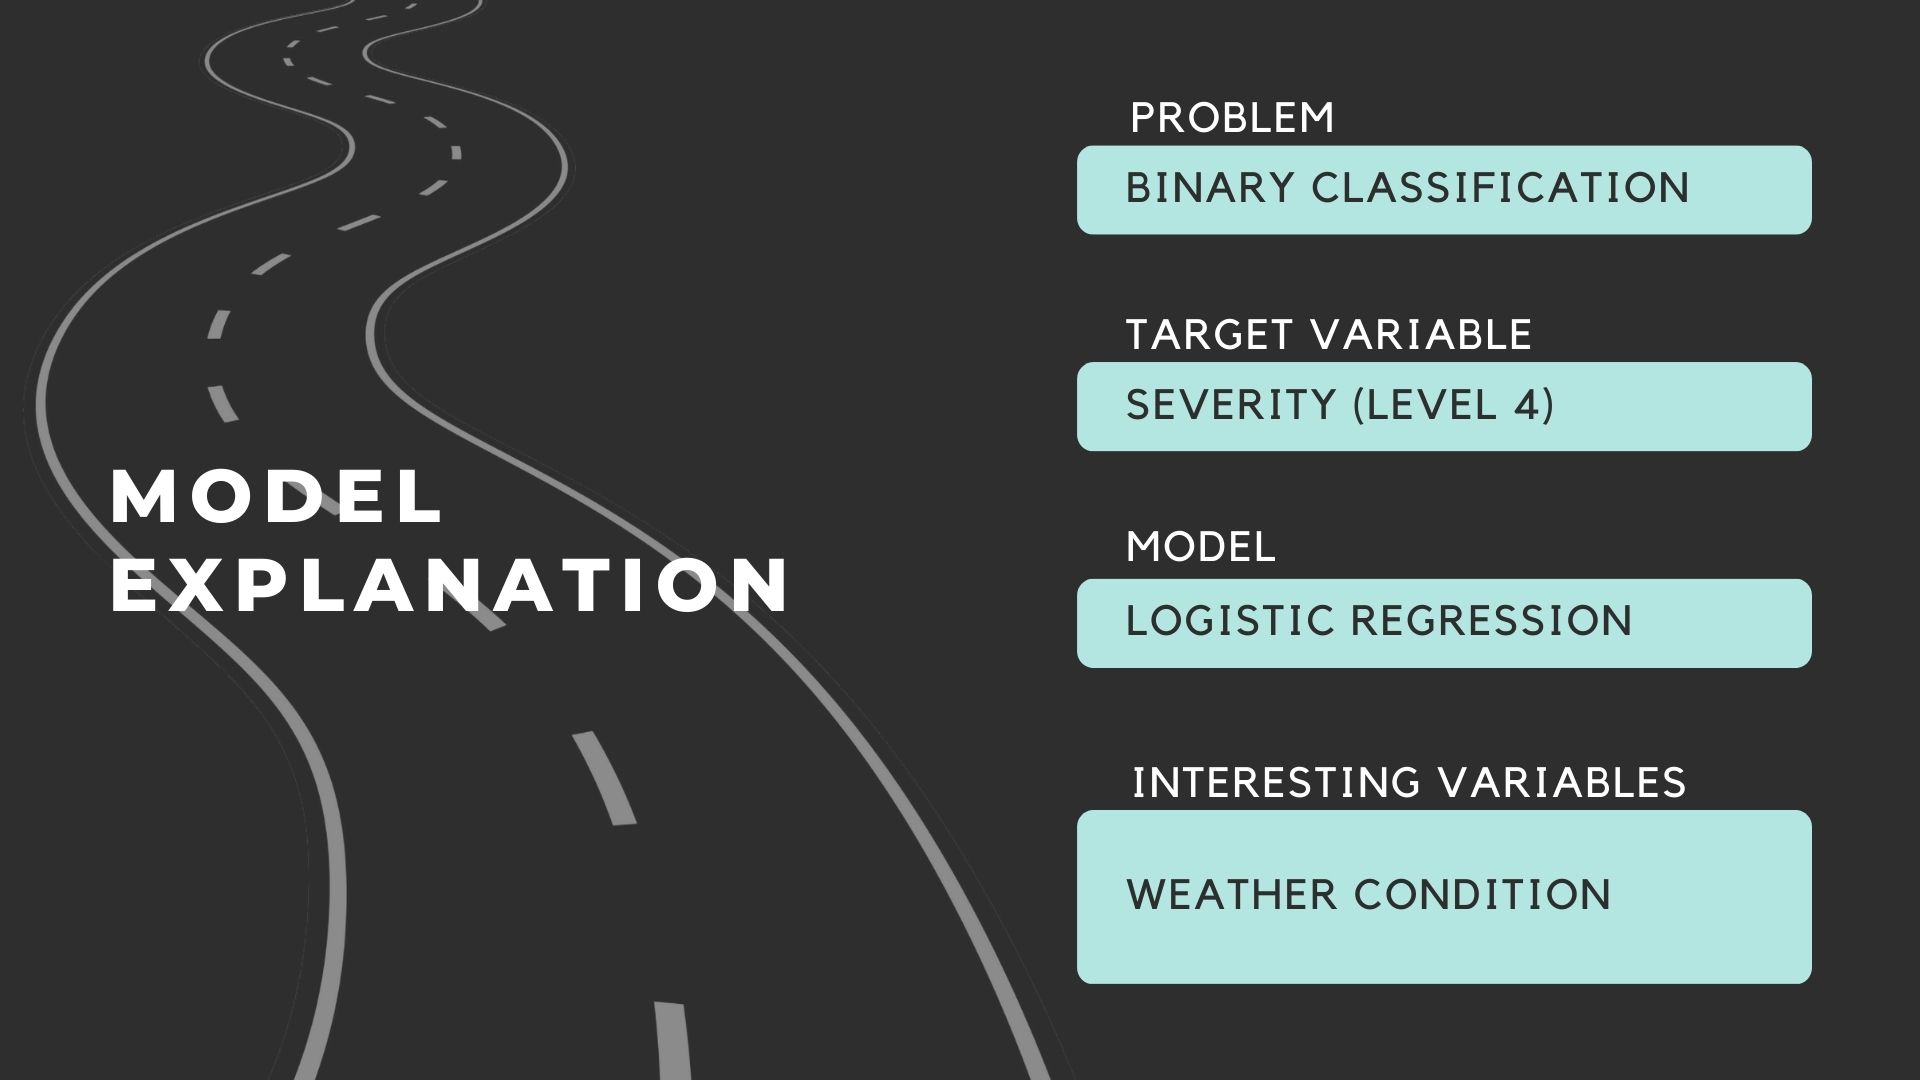 MODEL
EXPLANATION
PROBLEM
BINARY CLASSIFICATION
TARGET VARIABLE
SEVERITY (LEVEL 4)
MODEL
LOGISTIC REGRESSION
INTERESTING VARIABLES
WEATHER CONDITION